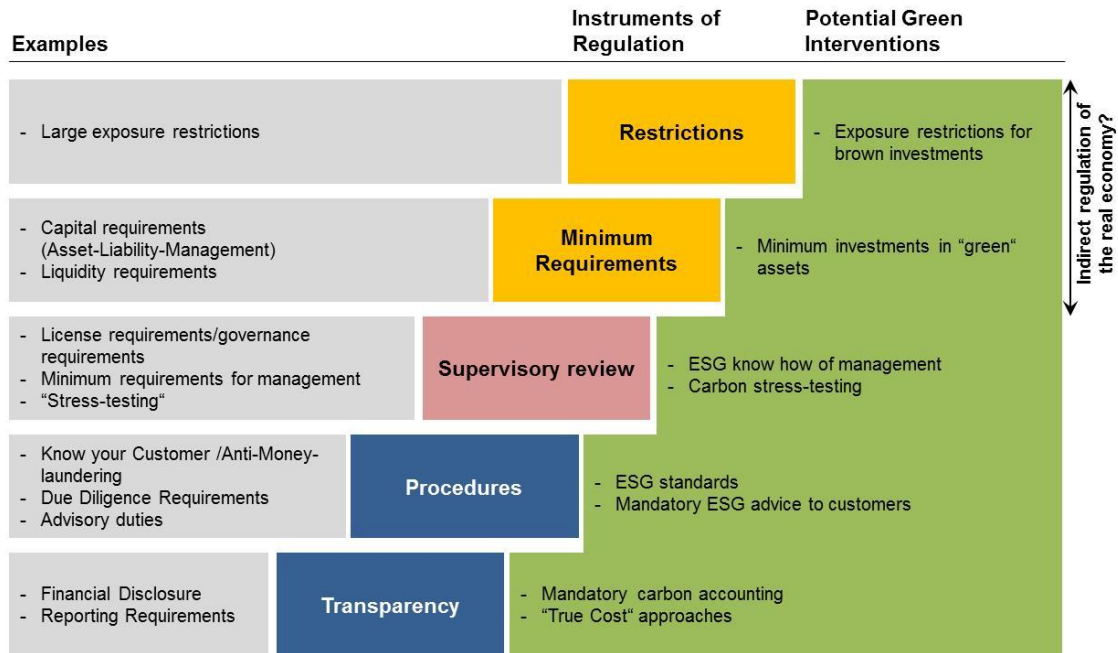 Examples
Instruments of
Regulation
Potential Green
Interventions
- Large exposure restrictions
Restrictions
- Exposure restrictions for
brown investments
Indirect regulation of
the real economy?
- Capital requirements
(Asset-Liability-Management)
- Liquidity requirements
Minimum
Requirements
- Minimum investments in “green“
assets
- License requirements/governance
requirements
- Minimum requirements for management
- “Stress-testing“
Supervisory review
- ESG know how of management
- Carbon stress-testing
- Know your Customer /Anti-Money-
laundering
- Due Diligence Requirements
- Advisory duties
Procedures
- ESG standards
- Mandatory ESG advice to customers
- Financial Disclosure
- Reporting Requirements
Transparency
- Mandatory carbon accounting
- “True Cost“ approaches